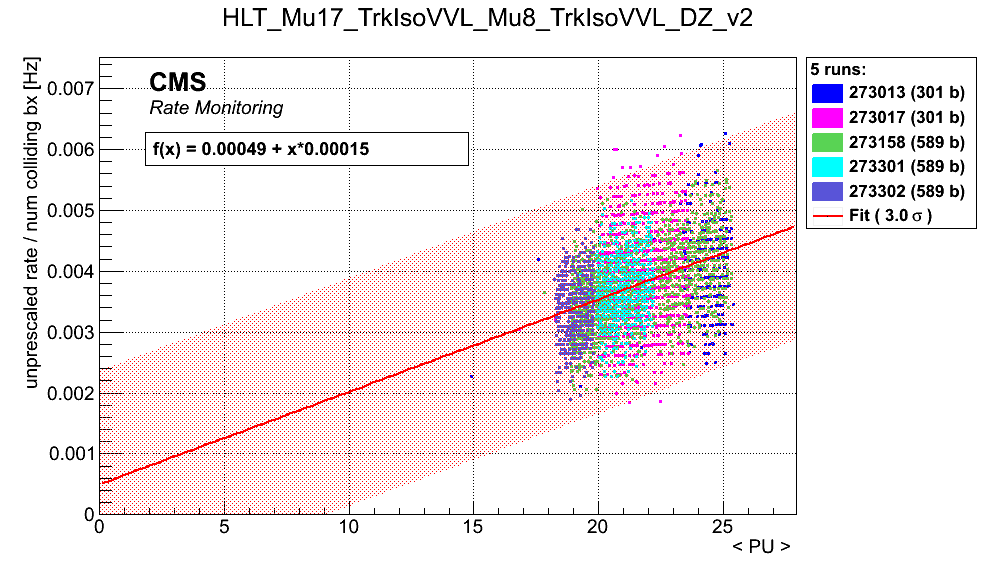 HLT_Mu17_TrkIsoVVL_Mu8_TrkIsoVVL_DZ_v2
unprescaled rate / num colliding bx [Hz]
0.007
0.006
0.005
0.004
0.003
0.002
0.001
0
CMS
Rate Monitoring
f(x) = 0.00049 + x*0.00015
0
5
10
15
20
25
< PU >
5 runs:
273013 (301 b)
273017 (301 b)
273158 (589 b)
273301 (589 b)
273302 (589 b)
Fit ( 3.0 σ )